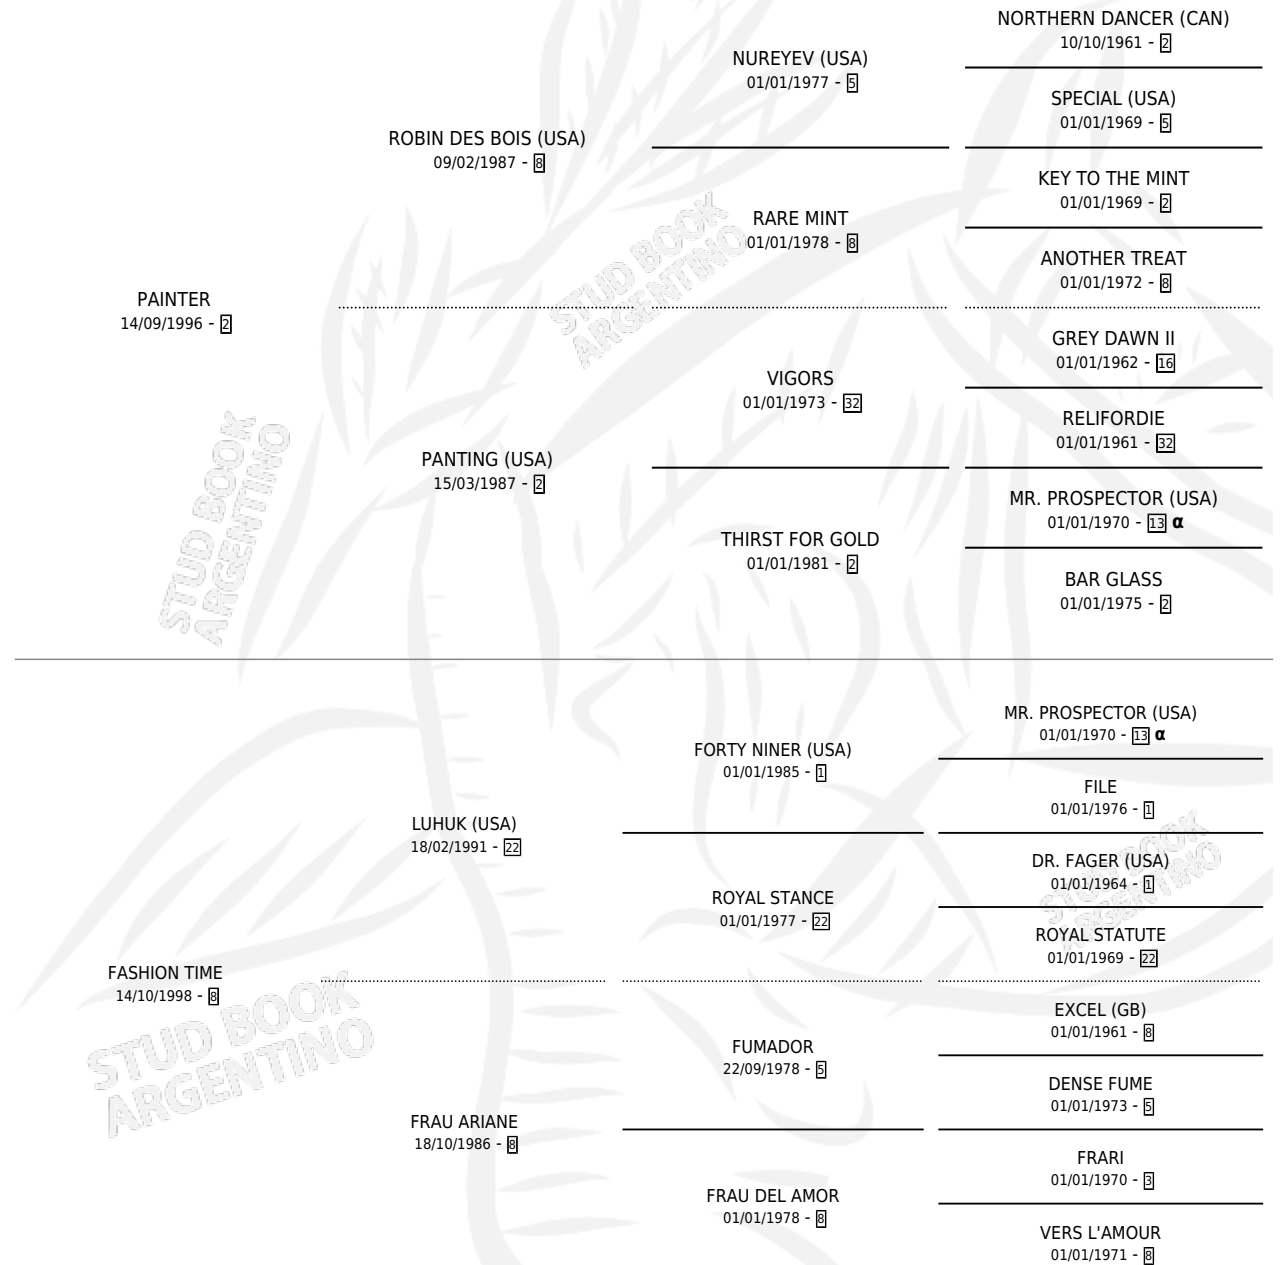 NORTHERN DANCER (CAN)
10/10/1961 - 2
NUREYEV (USA)
01/01/1977 - 5
SPECIAL (USA)
01/01/1969 - 5
ROBIN DES BOIS (USA)
09/02/1987 - 8
KEY TO THE MINT
01/01/1969 - 2
RARE MINT
01/01/1978 - 8
ANOTHER TREAT
01/01/1972 - 8
PAINTER
14/09/1996 - 2
GREY DAWN II
01/01/1962 - 16
VIGORS
01/01/1973 - 32
RELIFORDIE
01/01/1961 - 32
PANTING (USA)
15/03/1987 - 2
MR. PROSPECTOR (USA)
01/01/1970 - 13 α
THIRST FOR GOLD
01/01/1981 - 2
BAR GLASS
01/01/1975 - 2
STUD BOOK
ARGENTINO
STUD BOOK
ARGENTINO
MR. PROSPECTOR (USA)
01/01/1970 - 13 α
FORTY NINER (USA)
01/01/1985 - 1
FILE
01/01/1976 - 1
LUHUK (USA)
18/02/1991 - 22
DR. FAGER (USA)
01/01/1964 - 1
ROYAL STANCE
01/01/1977 - 22
ROYAL STATUTE
01/01/1969 - 22
STUD BOOK
ARGENTINO
FASHION TIME
14/10/1998 - 8
EXCEL (GB)
01/01/1961 - 8
FUMADOR
22/09/1978 - 5
DENSE FUME
01/01/1973 - 5
FRAU ARIANE
18/10/1986 - 8
FRARI
01/01/1970 - 3
FRAU DEL AMOR
01/01/1978 - 8
VERS L'AMOUR
01/01/1971 - 8
STUD BOOK
ARGENTINO